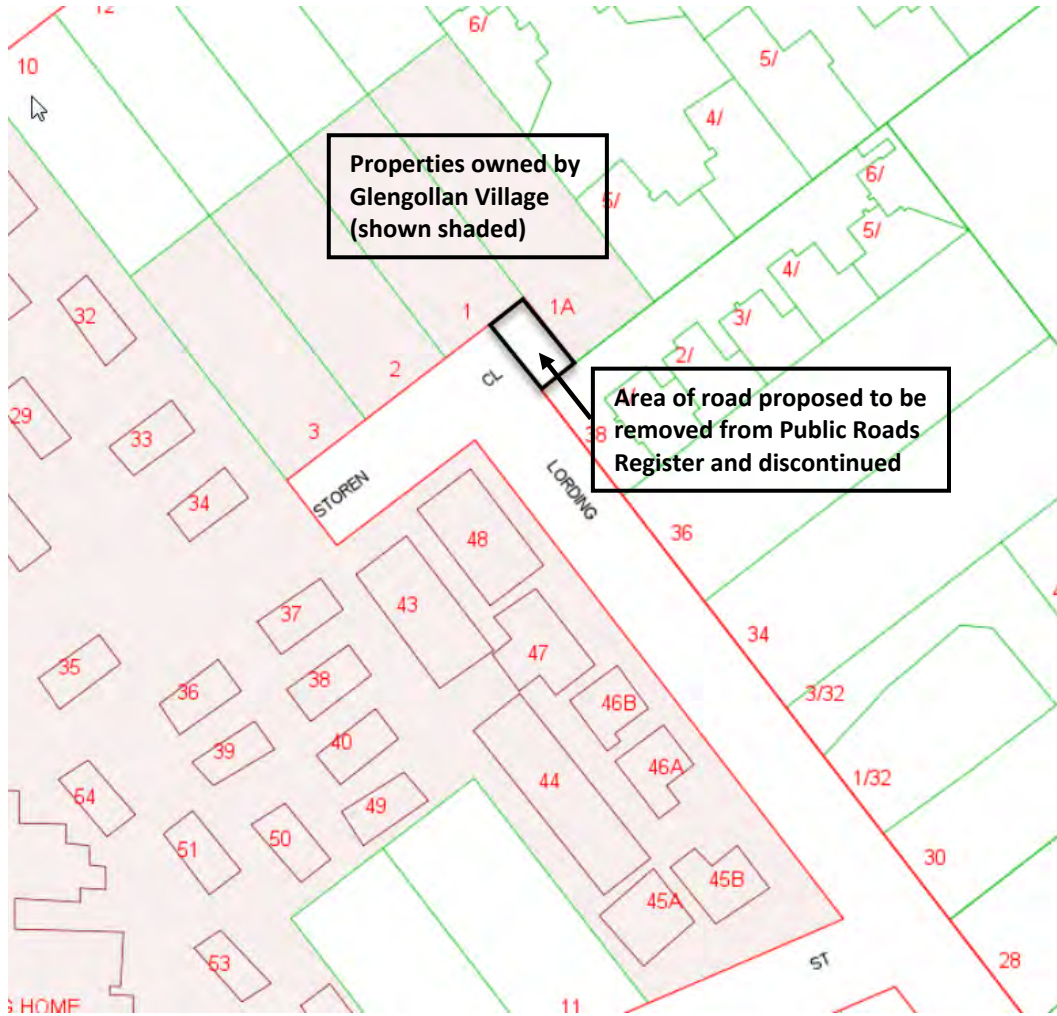 12
6/
10
5/
4/
Properties owned by
Glengollan Village
(shown shaded)
6/
5/
5/
4/
32
1
1A
3/
2
CL
2/
29
33
3
Area of road proposed to be
removed from Public Roads
Register and discontinued
38
34
STOREN
LORDING
48
36
43
37
34
47
35
38
36
3/32
46B
39
40
46A
1/32
44
54
49
50
51
30
45B
45A
53
ST
28
11
HOME